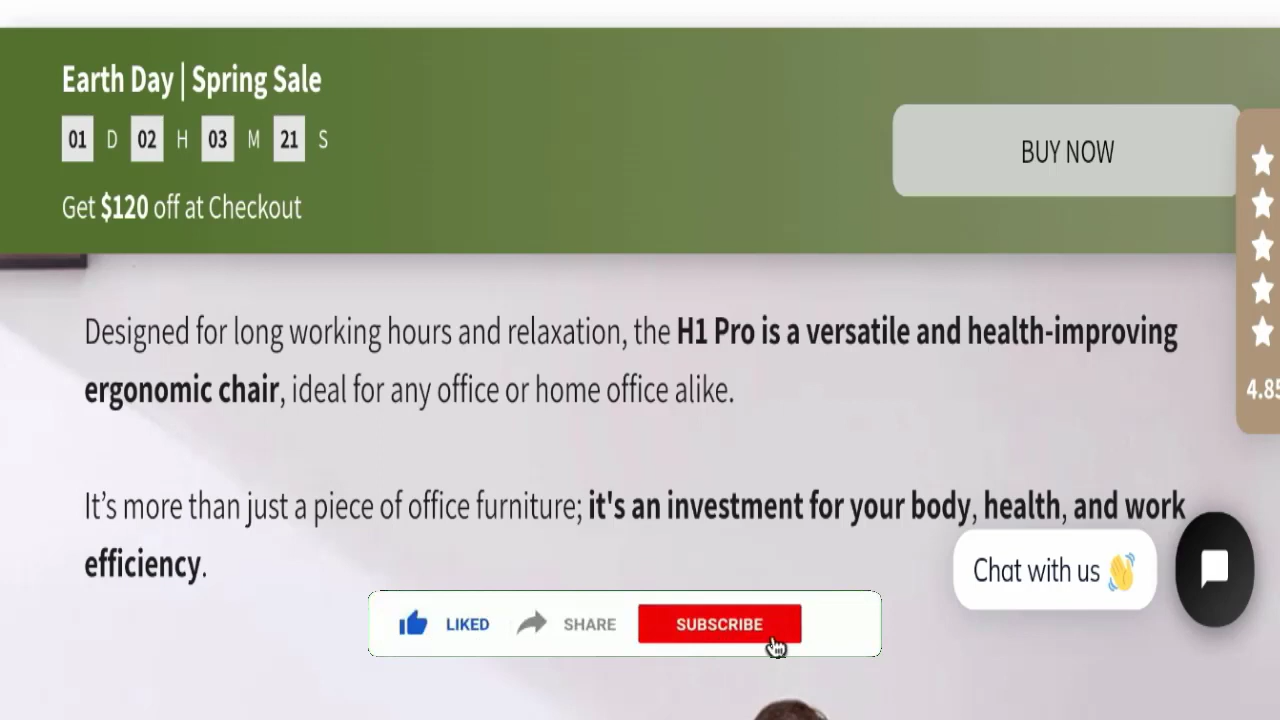 Earth Day | Spring Sale
01 D 02 H 03 M 21 S
Get $120 off at Checkout
BUY NOW
4.85
Designed for long working hours and relaxation, the H1 Pro is a versatile and health-improving
ergonomic chair, ideal for any office or home office alike.
It’s more than just a piece of office furniture; it's an investment for your body, health, and work
efficiency.
Chat with us 👋
LIKED SHARE SUBSCRIBE